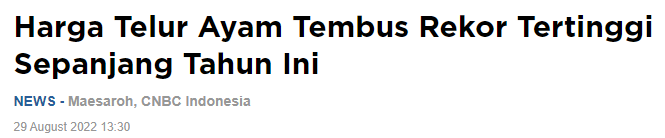 Harga Telur Ayam Tembus Rekor Tertinggi
Sepanjang Tahun Ini
NEWS - Maesaroh, CNBC Indonesia
29 August 2022 13:30